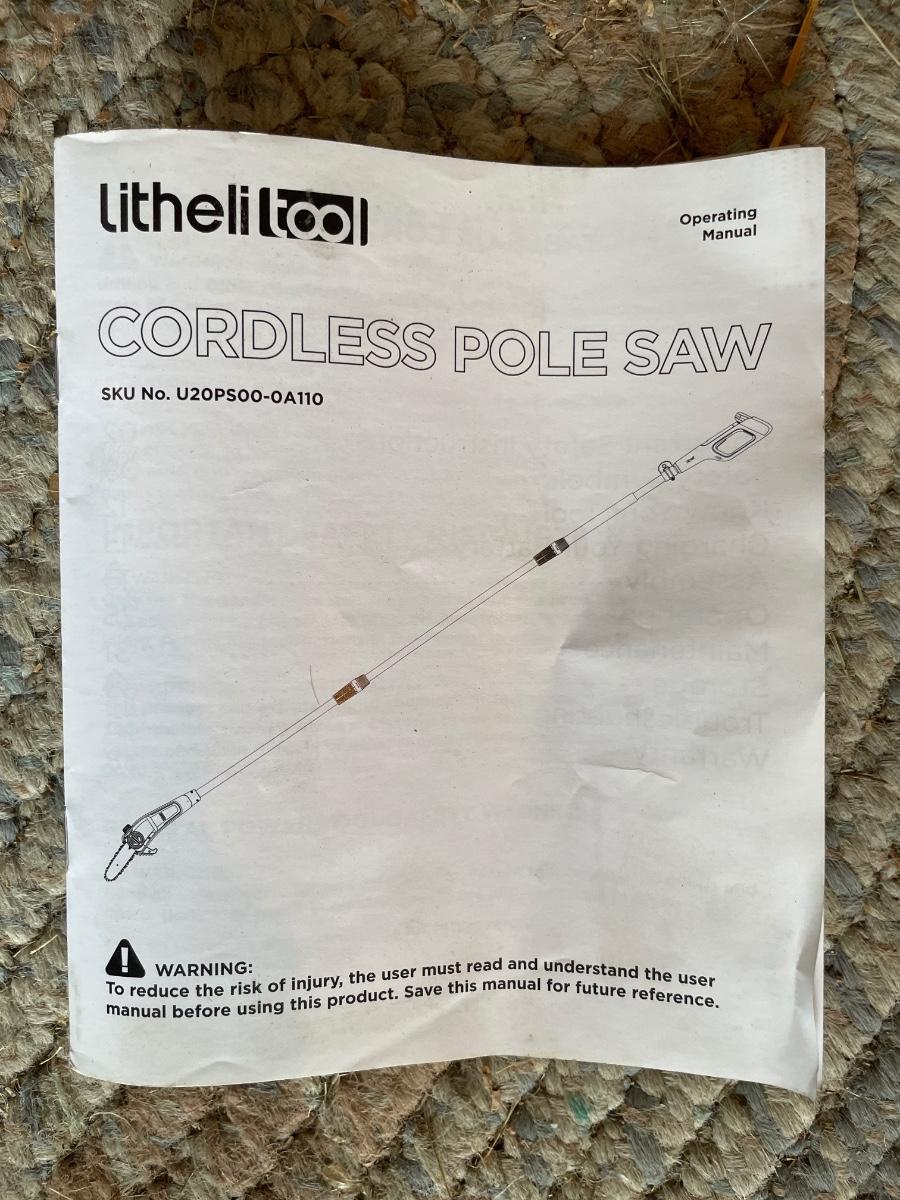 Litheli tool
Operating
Manual
CORDLESS POLE SAW
SKU No. U20PS00-0A110
WARNING:
To reduce the risk of injury, the user must read and understand the user
manual before using this product. Save this manual for future reference.